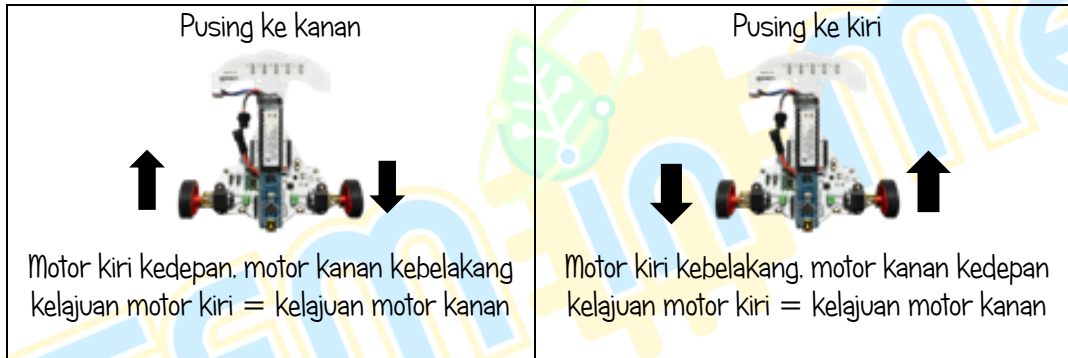 Pusing ke kanan
Motor kiri kedepan, motor kanan kebelakang
kelajuan motor kiri = kelajuan motor kanan
Pusing ke kiri
Motor kiri kebelakang, motor kanan kedepan
kelajuan motor kiri = kelajuan motor kanan